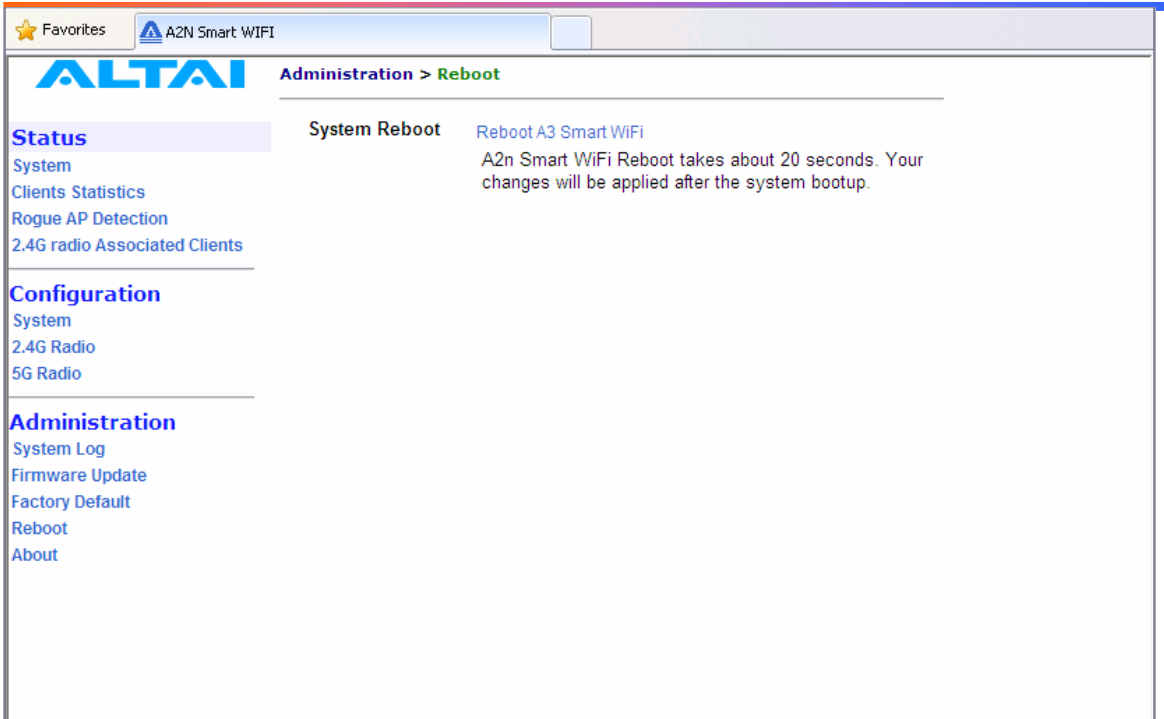 Favorites
A2N Smart WIFI
ALTAI
Administration > Reboot
Status
System
Clients Statistics
Rogue AP Detection
2.4G radio Associated Clients
Configuration
System
2.4G Radio
5G Radio
Administration
System Log
Firmware Update
Factory Default
Reboot
About
System Reboot
Reboot A3 Smart WiFi
A2n Smart WiFi Reboot takes about 20 seconds. Your
changes will be applied after the system bootup.